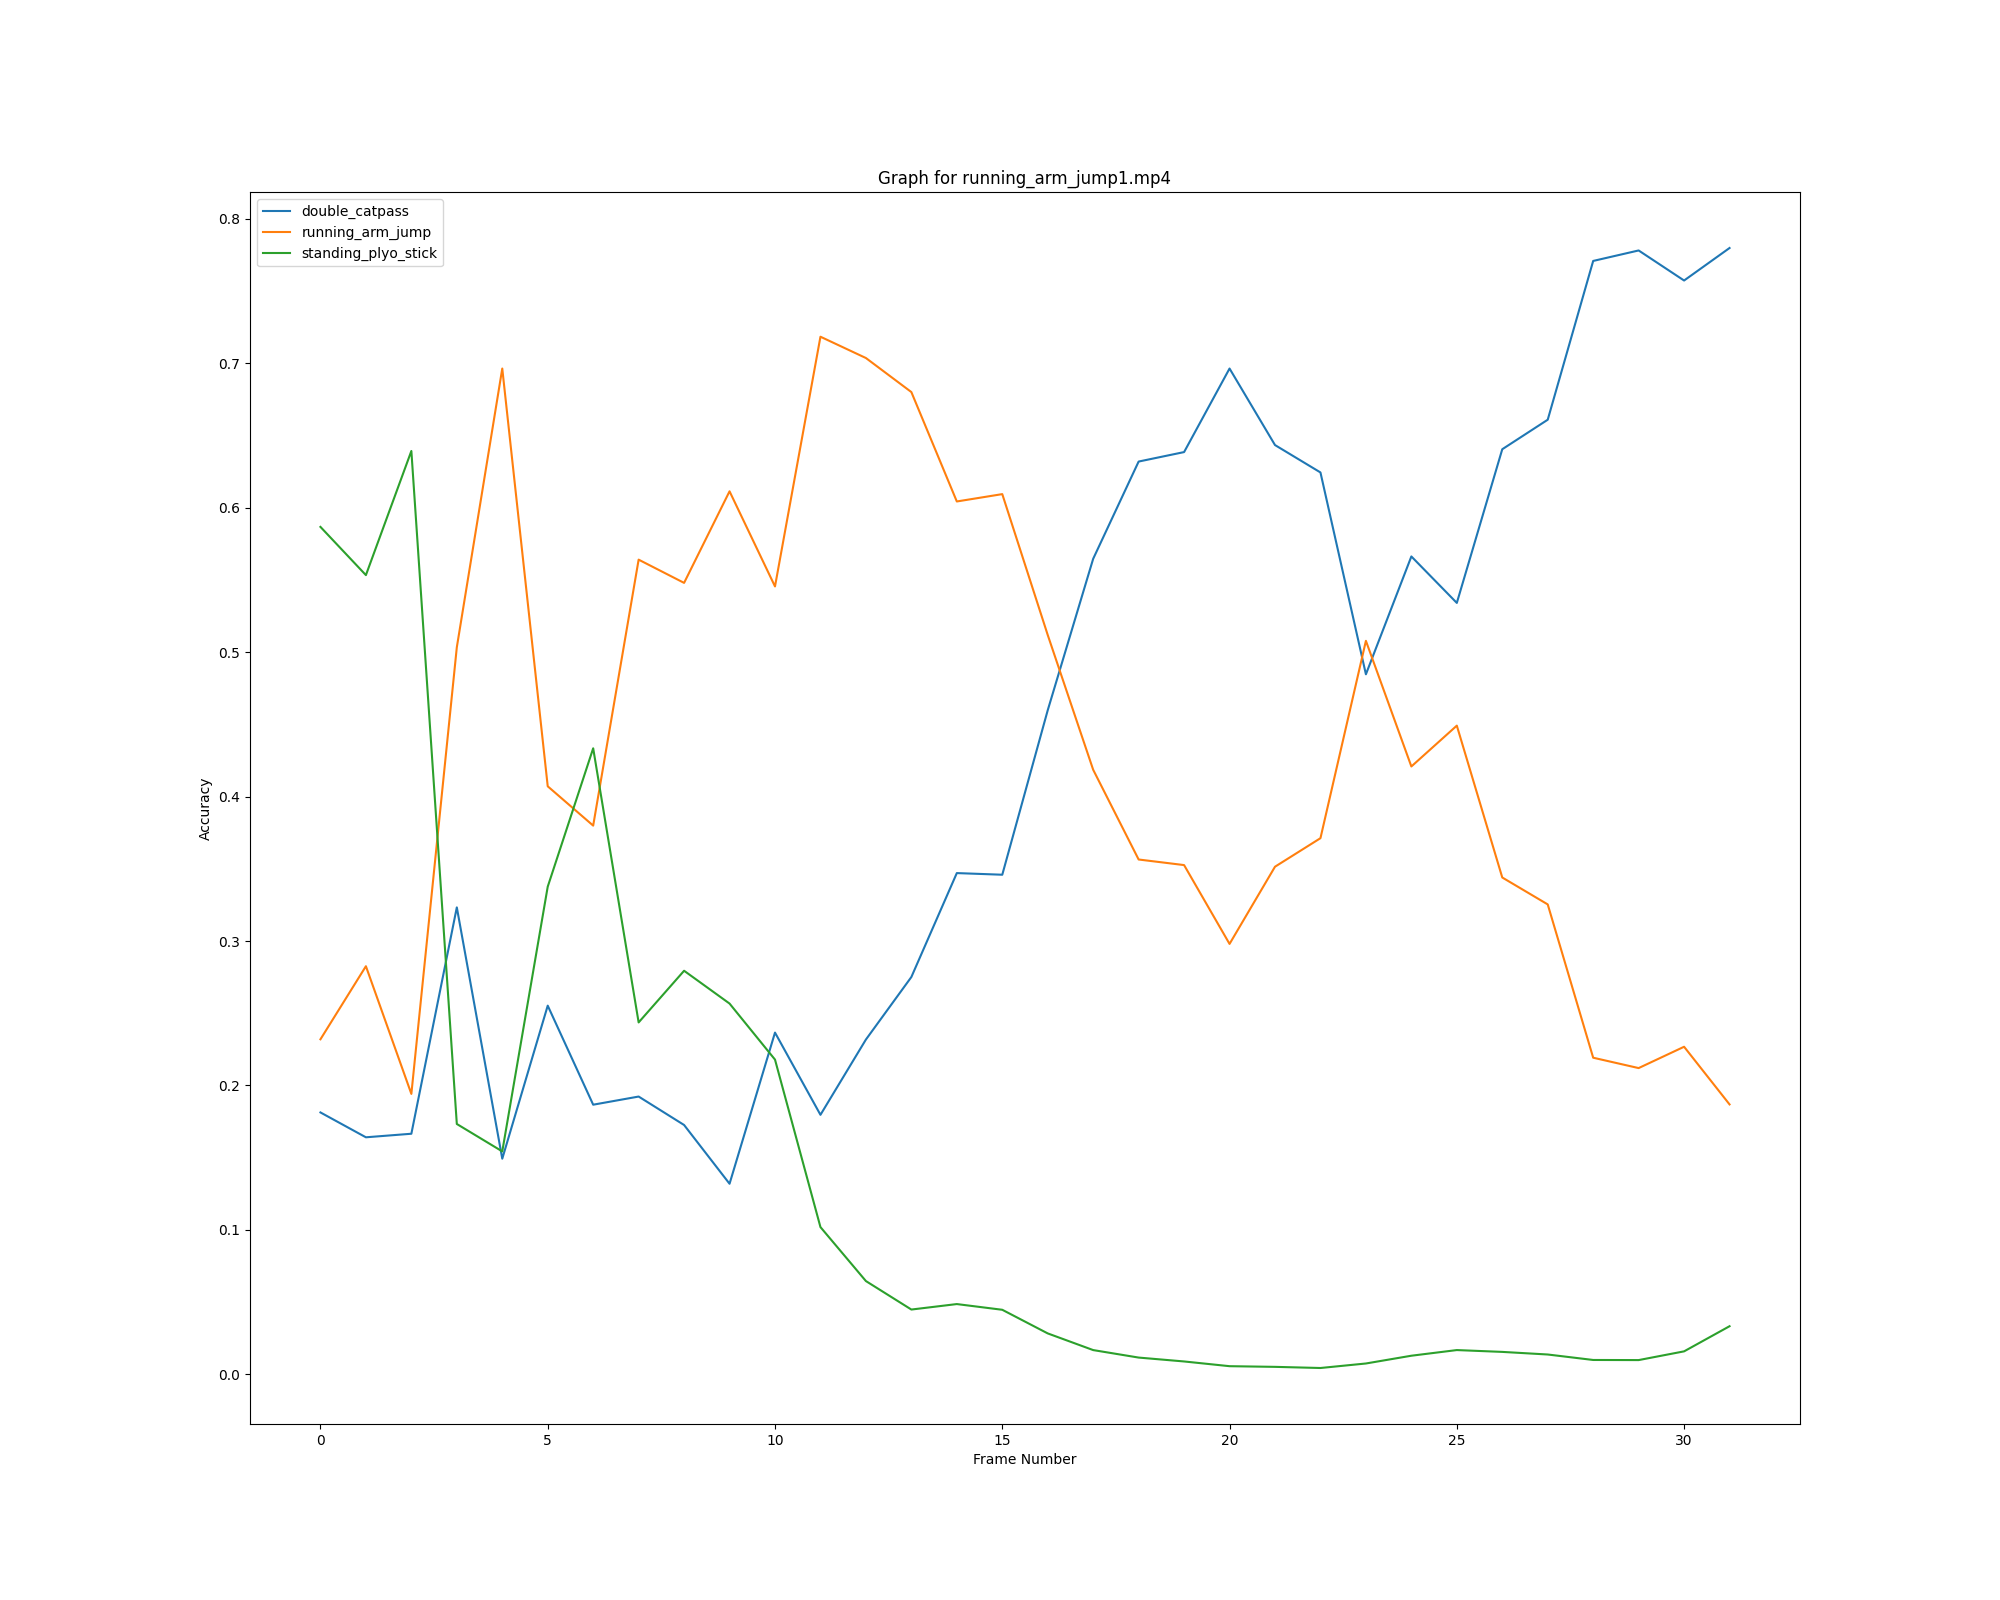 Graph for running_arm_jump1.mp4
double_catpass
running_arm_jump
standing_plyo_stick
0.8
0.7
0.6
0.5
0.4
0.3
0.2
0.1
0.0
Accuracy
0 5 10 15 20 25 30
Frame Number